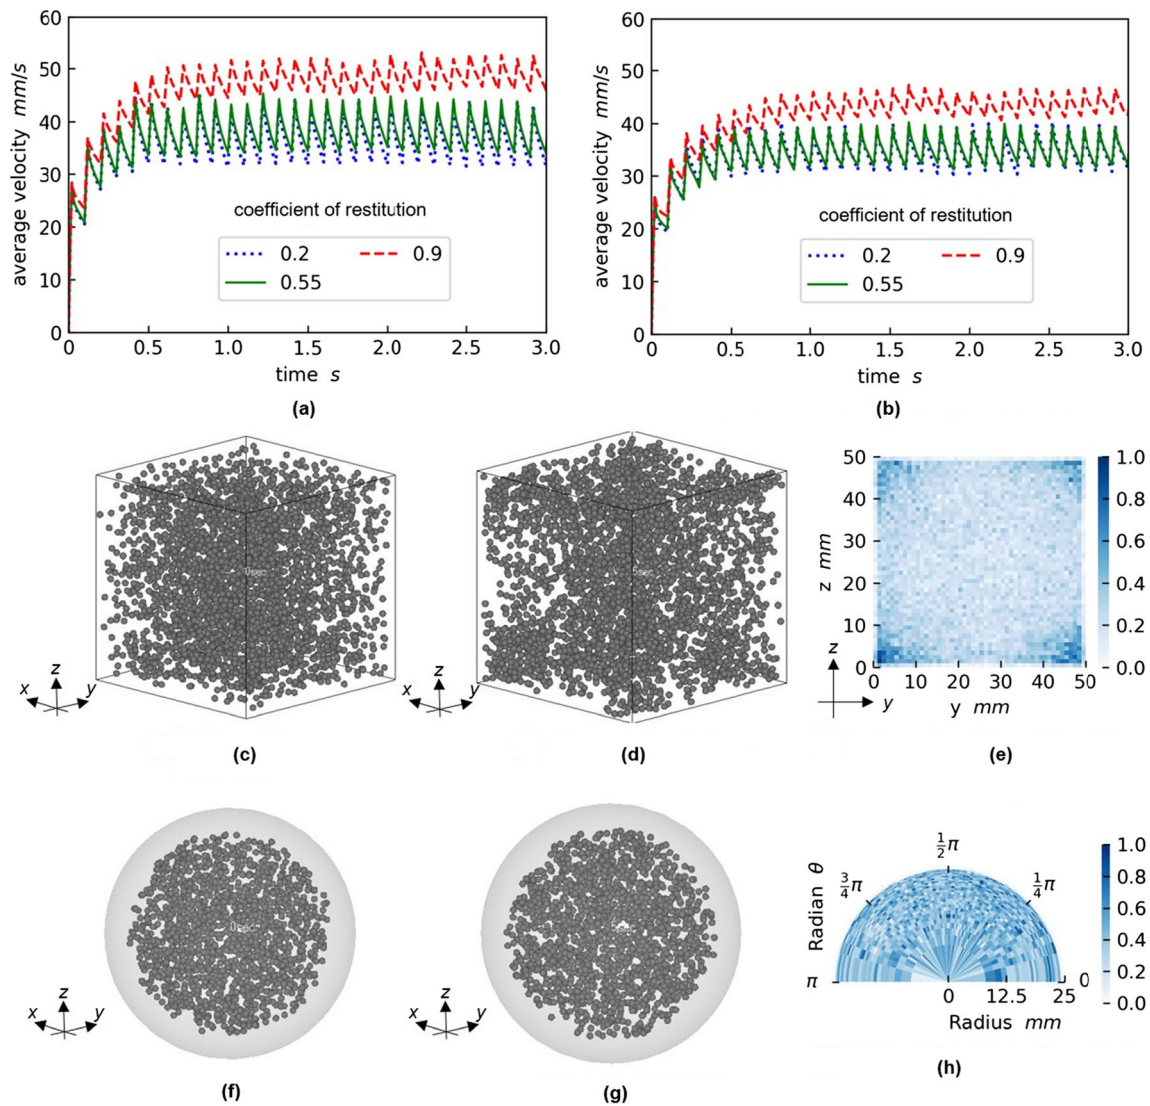 60
50
40
30
20
10
0
average velocity mm/s
coefficient of restitution
0.2
0.9
0.55
0 0.5 1.0 1.5 2.0 2.5 3.0
time s
(a)
60
50
40
30
20
10
0
average velocity mm/s
coefficient of restitution
0.2
0.9
0.55
0 0.5 1.0 1.5 2.0 2.5 3.0
time s
(b)
0sec
z
x y
(c)
z
x y
(d)
50
40
30
20
10
0
z mm
0 10 20 30 40 50
y mm
1.0
0.8
0.6
0.4
0.2
0.0
z
y
(e)
0sec
z
x y
(f)
z
x y
(g)
Radian θ
π
3/4 π
1/2 π
1/4 π
0
0 12.5 25
Radius mm
1.0
0.8
0.6
0.4
0.2
0.0
(h)